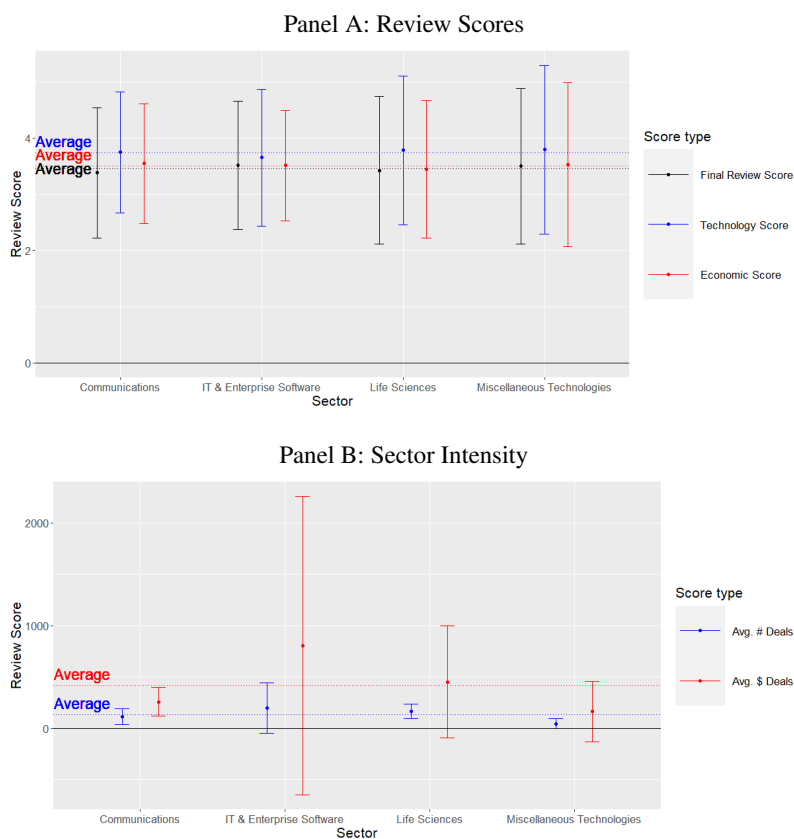 Panel A: Review Scores
Review Score
4
2
0
Average
Average
Average
Communications
IT & Enterprise Software
Life Sciences
Miscellaneous Technologies
Sector
Score type
Final Review Score
Technology Score
Economic Score
Panel B: Sector Intensity
Review Score
2000
1000
0
Average
Average
Communications
IT & Enterprise Software
Life Sciences
Miscellaneous Technologies
Sector
Score type
Avg. # Deals
Avg. $ Deals